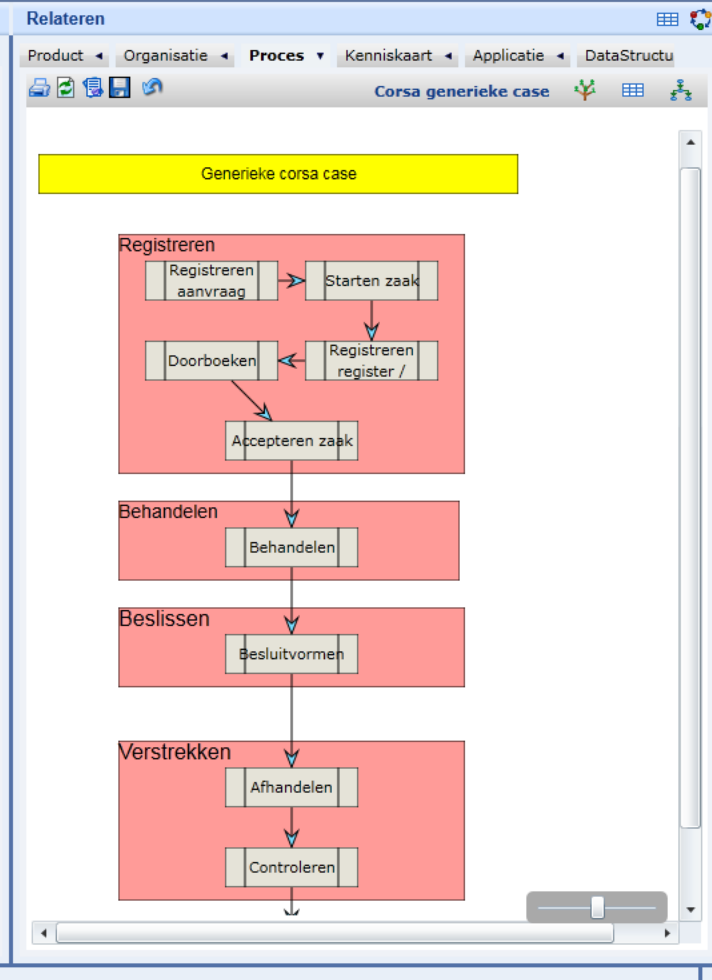 Relateren
Product Organisatie Proces Kenniskaart Applicatie DataStructu
Corsa generieke case
Generieke corsa case
Registreren
Registreren
aanvraag
Starten zaak
Doorboeken
Registreren
register /
Accepteren zaak
Behandelen
Behandelen
Beslissen
Besluitvormen
Verstrekken
Afhandelen
Controleren